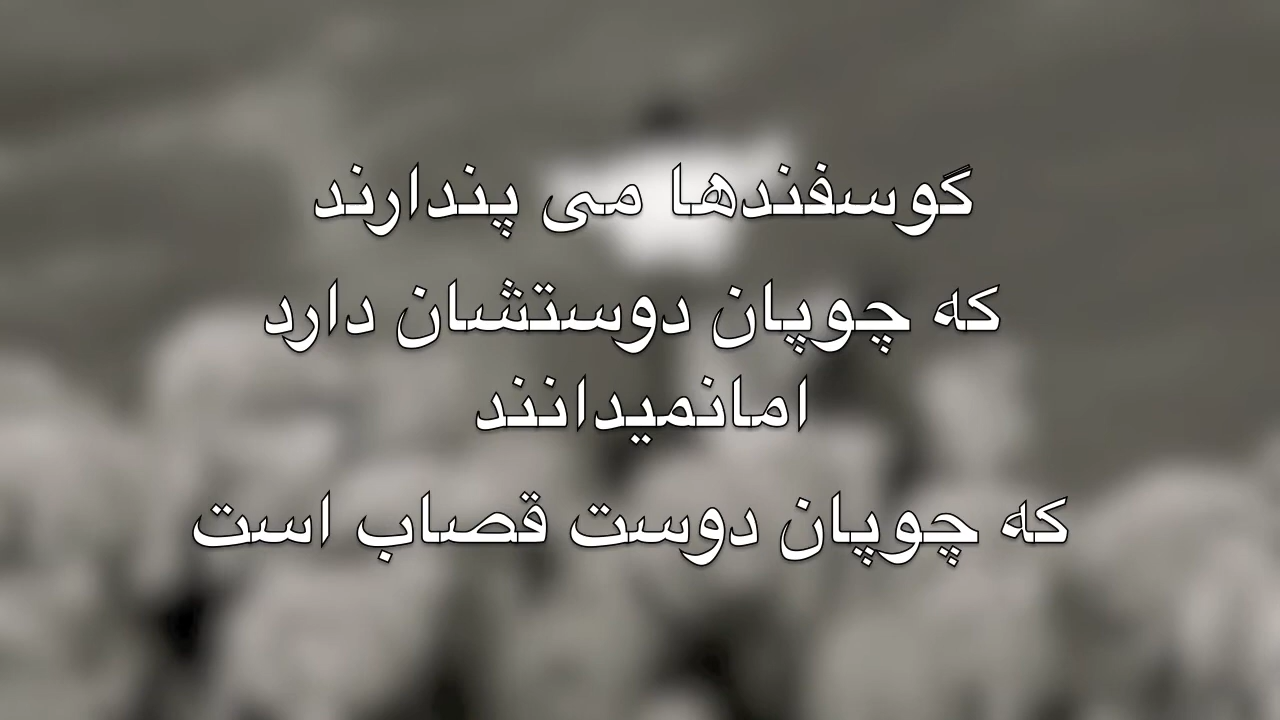 گوسفندها می پندارند
که چوپان دوستشان دارد
امانمیدانند
که چوپان دوست قصاب است